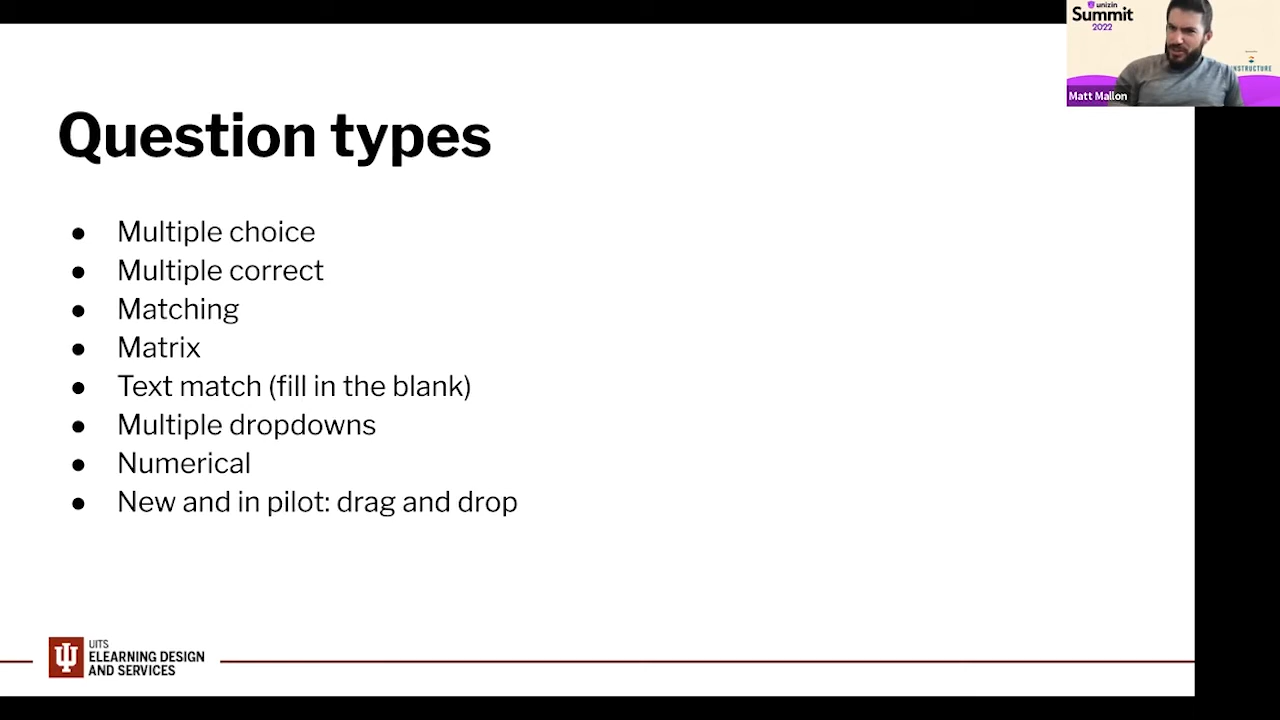 unizin
Summit
2022
INSTRUCTURE
Matt Mallon
Question types
● Multiple choice
● Multiple correct
● Matching
● Matrix
● Text match (fill in the blank)
● Multiple dropdowns
● Numerical
● New and in pilot: drag and drop
UITS
ELEARNING DESIGN
AND SERVICES